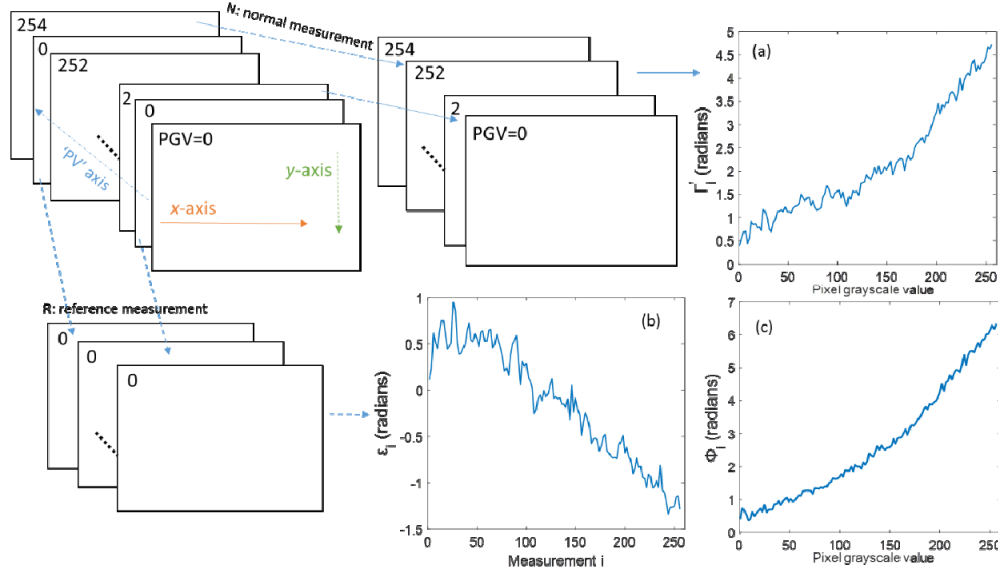 254
0
252
2
0
PGV=0
'PV' axis
x-axis
y-axis
N: normal measurement
254
252
2
PGV=0
R: reference measurement
0
0
0
(a)
Γ'i (radians)
5
4.5
4
3.5
3
2.5
2
1.5
1
0.5
0
0 50 100 150 200 250
Pixel grayscale value
(b)
εi (radians)
1
0.5
0
-0.5
-1
-1.5
0 50 100 150 200 250
Measurement i
(c)
Φi (radians)
7
6
5
4
3
2
1
0
0 50 100 150 200 250
Pixel grayscale value